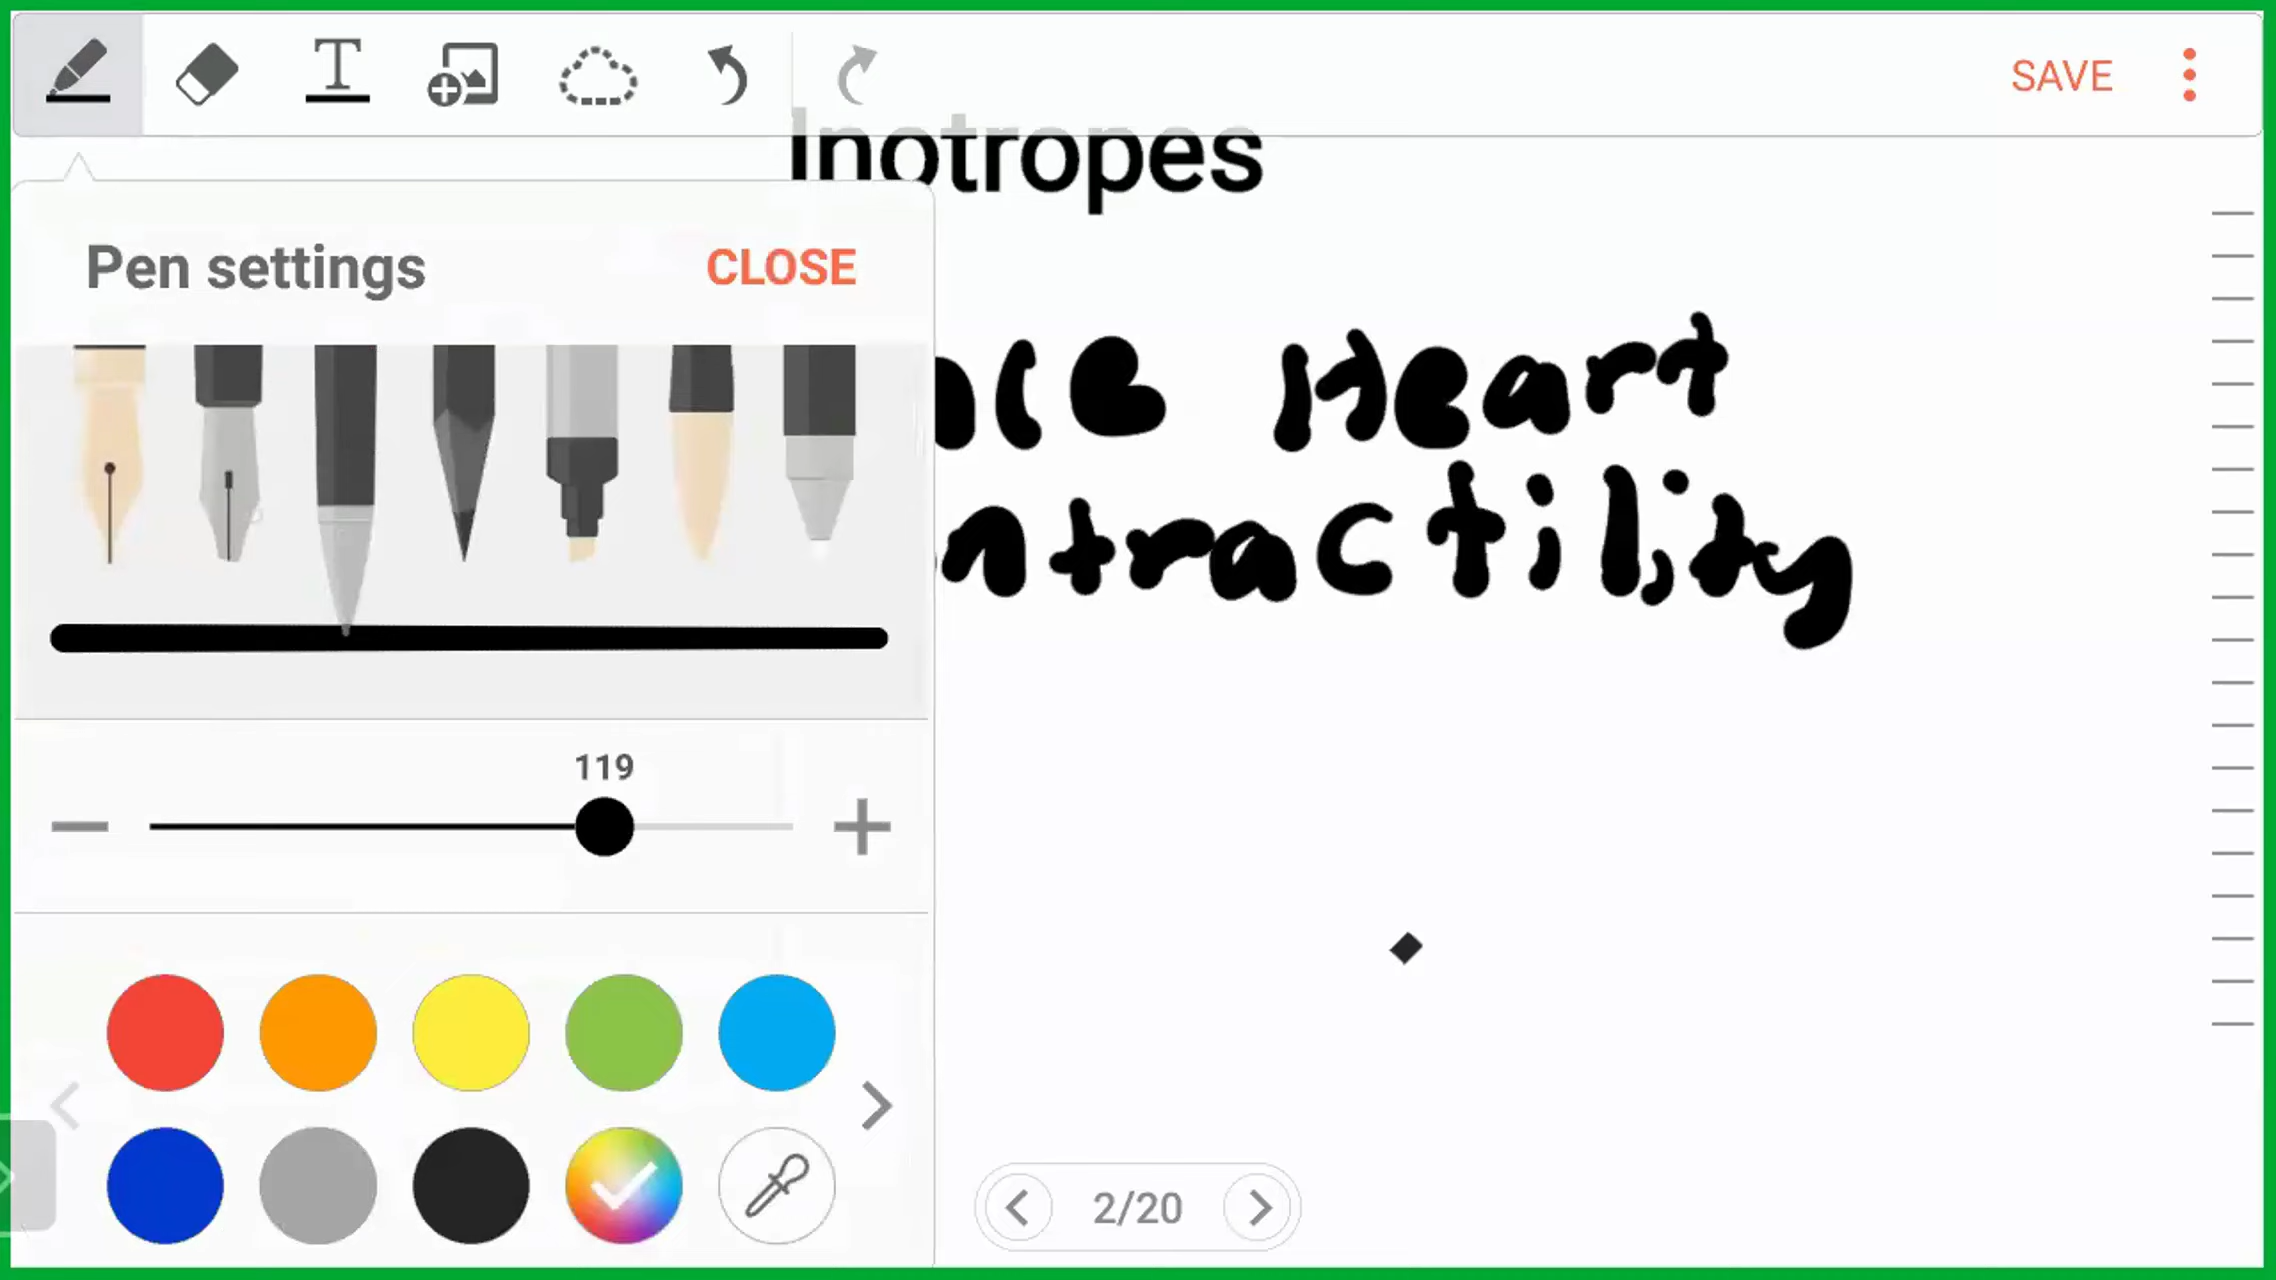 SAVE
Inotropes
Pen settings CLOSE
Heart
ntractility
119
2/20